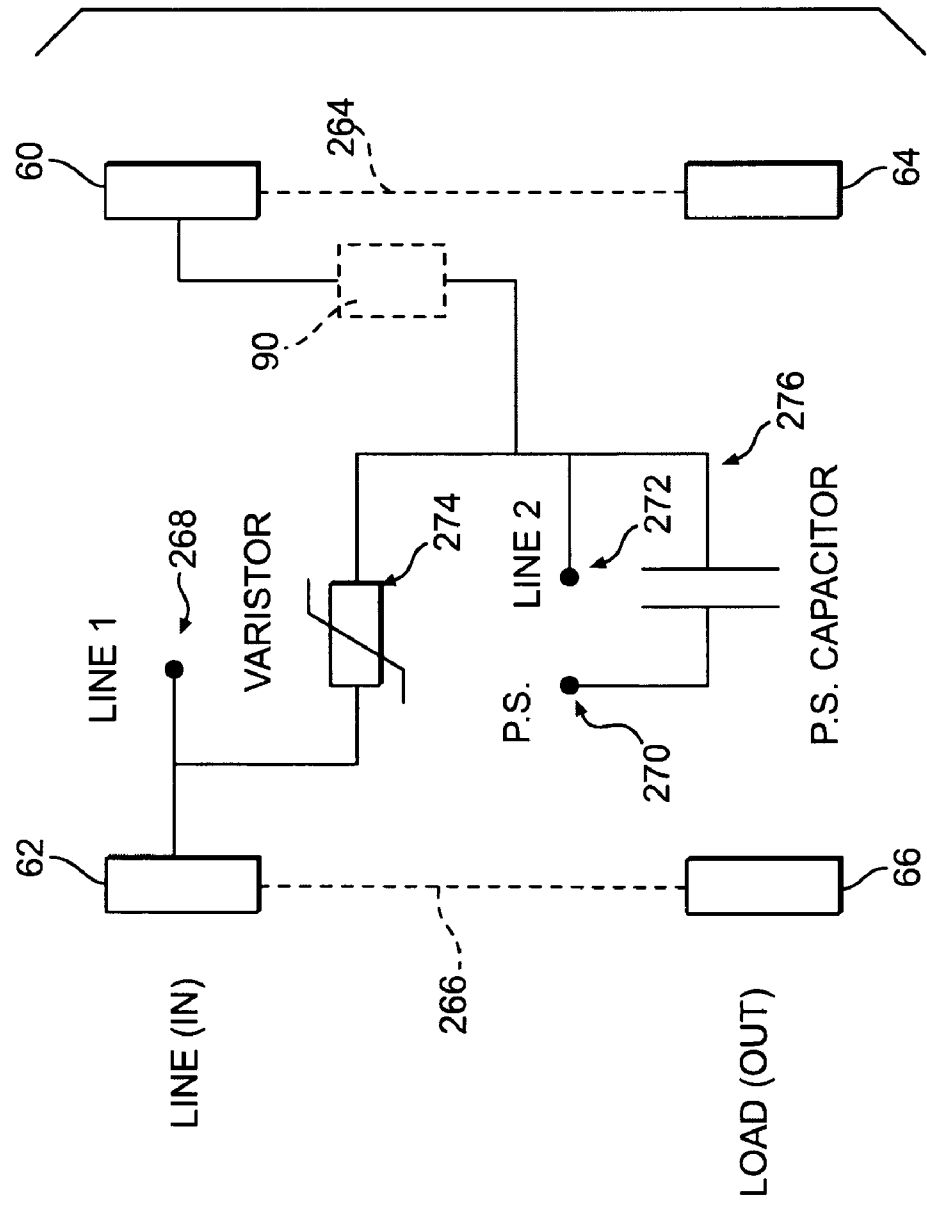 60
264
64
90
276
LINE 1
268
VARISTOR
274
LINE 2
272
P.S.
270
P.S. CAPACITOR
62
266
66
LINE (IN)
LOAD (OUT)